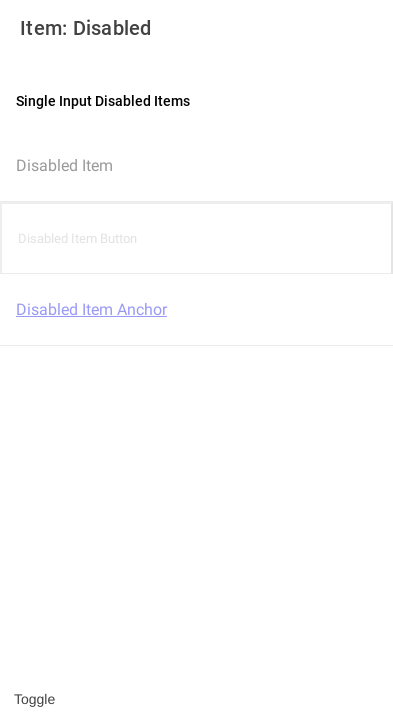 Item: Disabled
Single Input Disabled Items
Disabled Item
Disabled Item Button
Disabled Item Anchor
Toggle